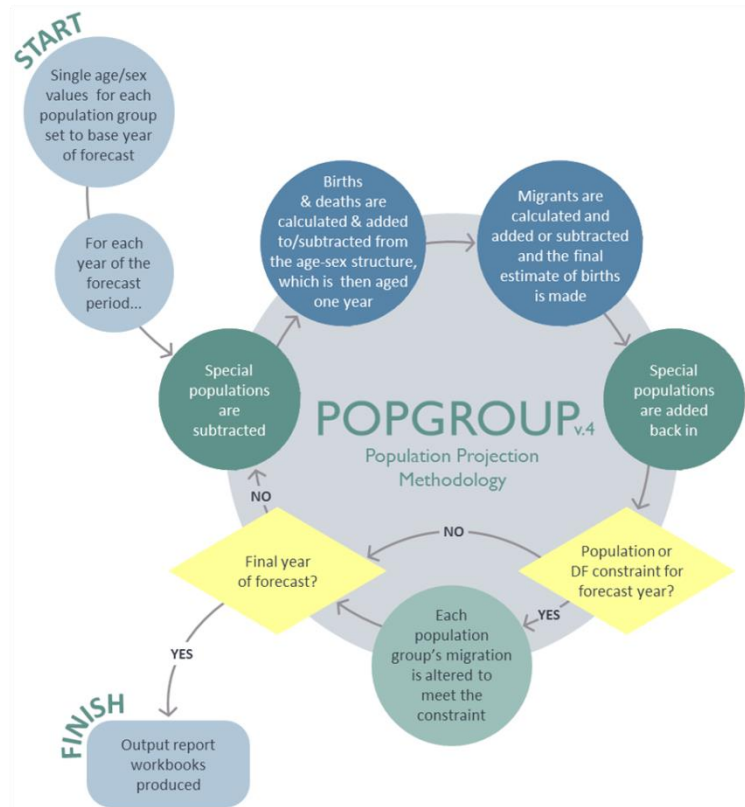 START
Single age/sex
values for each
population group
set to base year
of forecast
For each
year of the
forecast
period...
Special
populations
are
subtracted
Births
& deaths are
calculated & added
to/subtracted from
the age-sex structure,
which is then aged
one year
Migrants are
calculated and
added or subtracted
and the final
estimate of births
is made
Special
populations
are added
back in
POPGROUP v.4
Population Projection
Methodology
Population or
DF constraint for
forecast year?
NO
YES
Each
population
group's migration
is altered to
meet the
constraint
Final year
of forecast?
NO
YES
FINISH
Output report
workbooks
produced